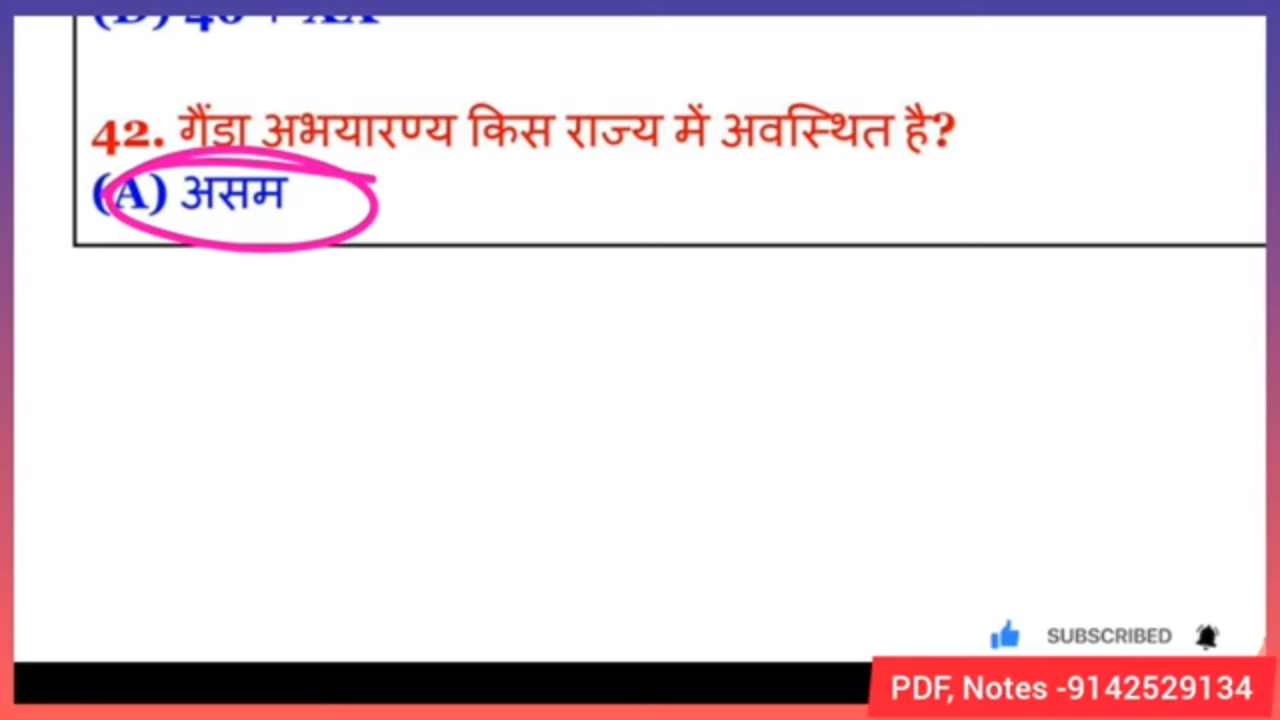 42. गैंडा अभयारण्य किस राज्य में अवस्थित है?
(A) असम
SUBSCRIBED
PDF, Notes -9142529134